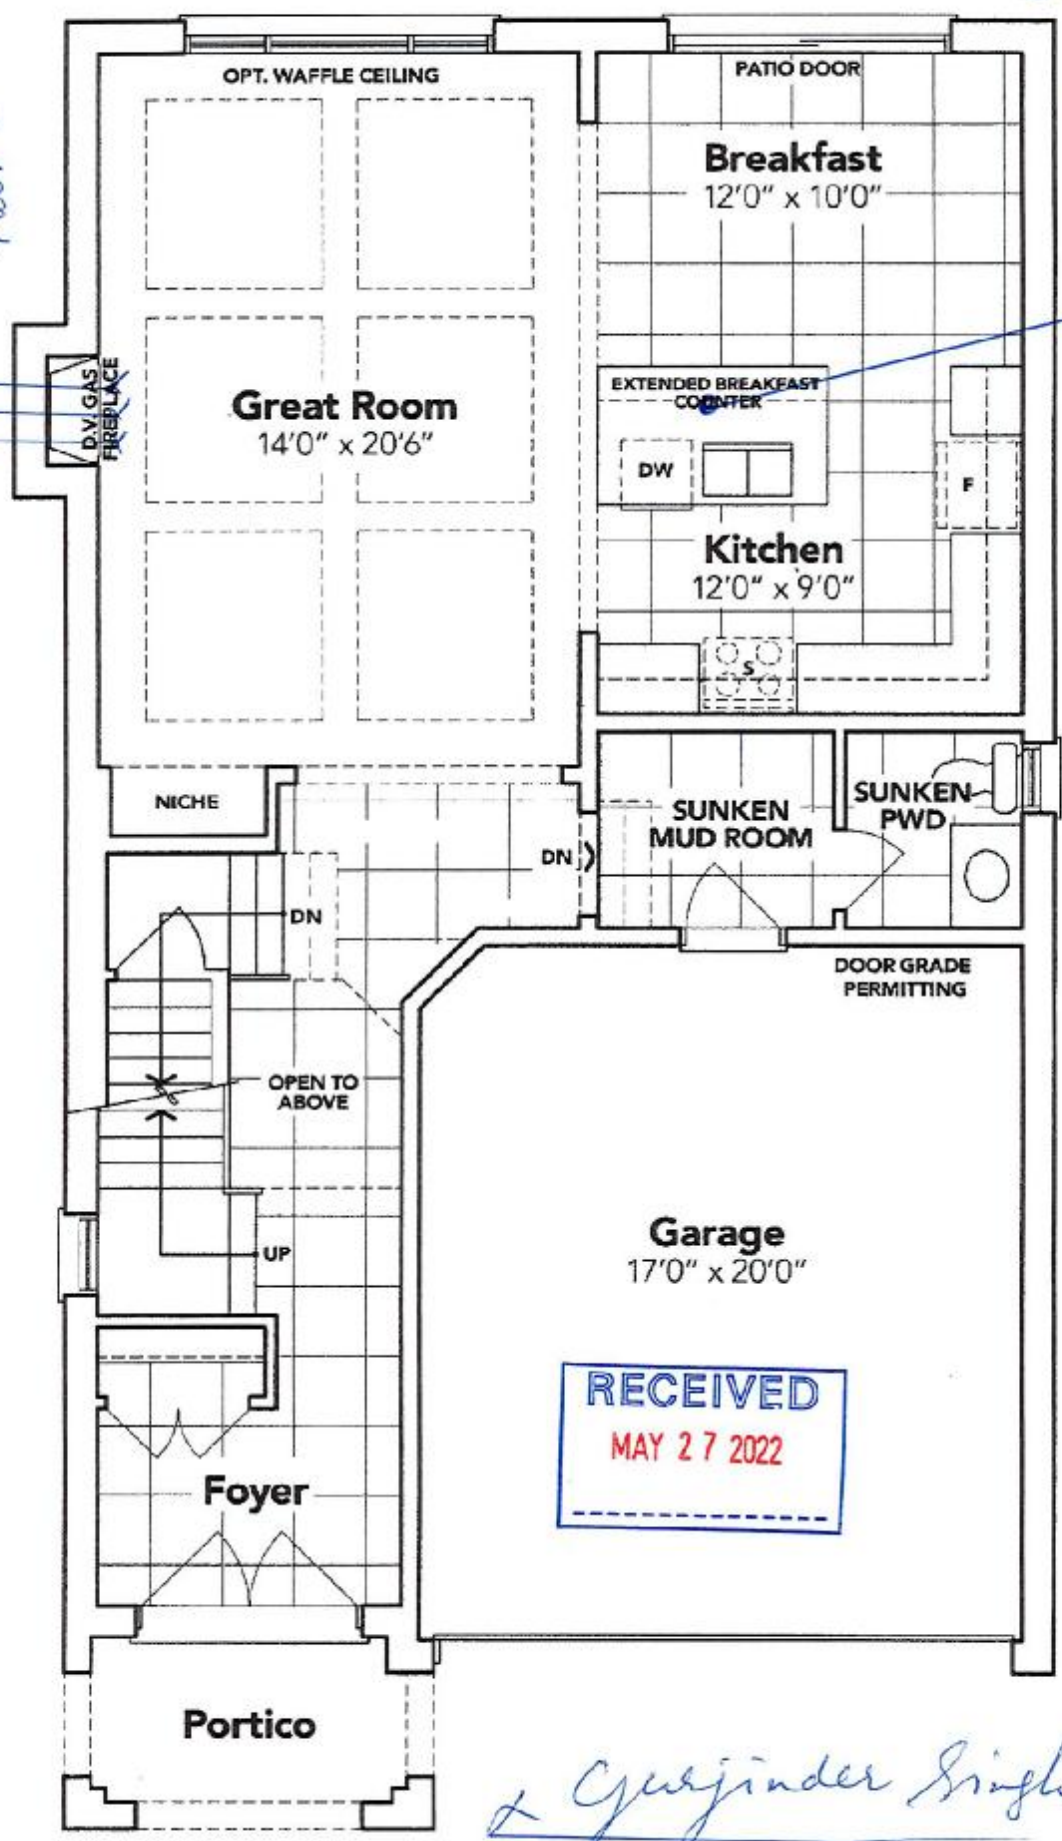 OPT. WAFFLE CEILING
PATIO DOOR
Breakfast
12'0" x 10'0"
D.V. GAS
FIREPLACE
Great Room
14'0" x 20'6"
EXTENDED BREAKFAST
COUNTER
DW
F
Kitchen
12'0" x 9'0"
S
NICHE
SUNKEN
MUD ROOM
SUNKEN
PWD
DN
DN
DOOR GRADE
PERMITTING
OPEN TO
ABOVE
UP
Garage
17'0" x 20'0"
RECEIVED
MAY 27 2022
Foyer
Portico
Gurjinder Singh